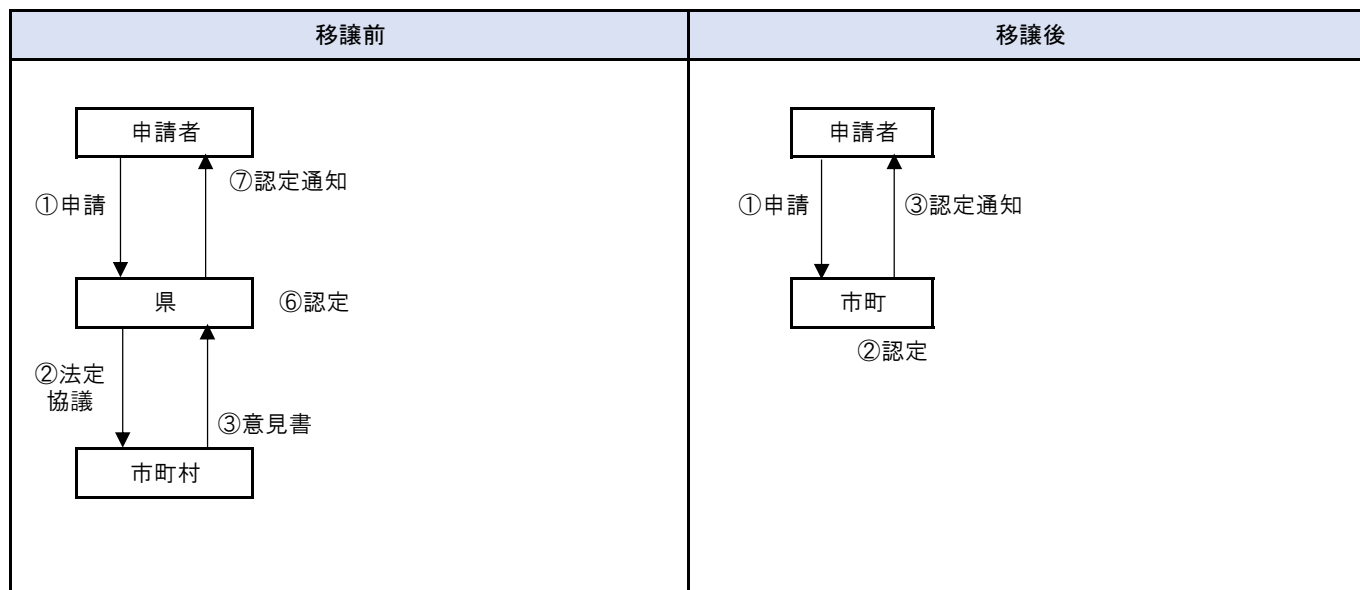 移譲前
移譲後
申請者
⑦認定通知
①申請
県
⑥認定
②法定
協議
③意見書
市町村
申請者
①申請
③認定通知
市町
②認定